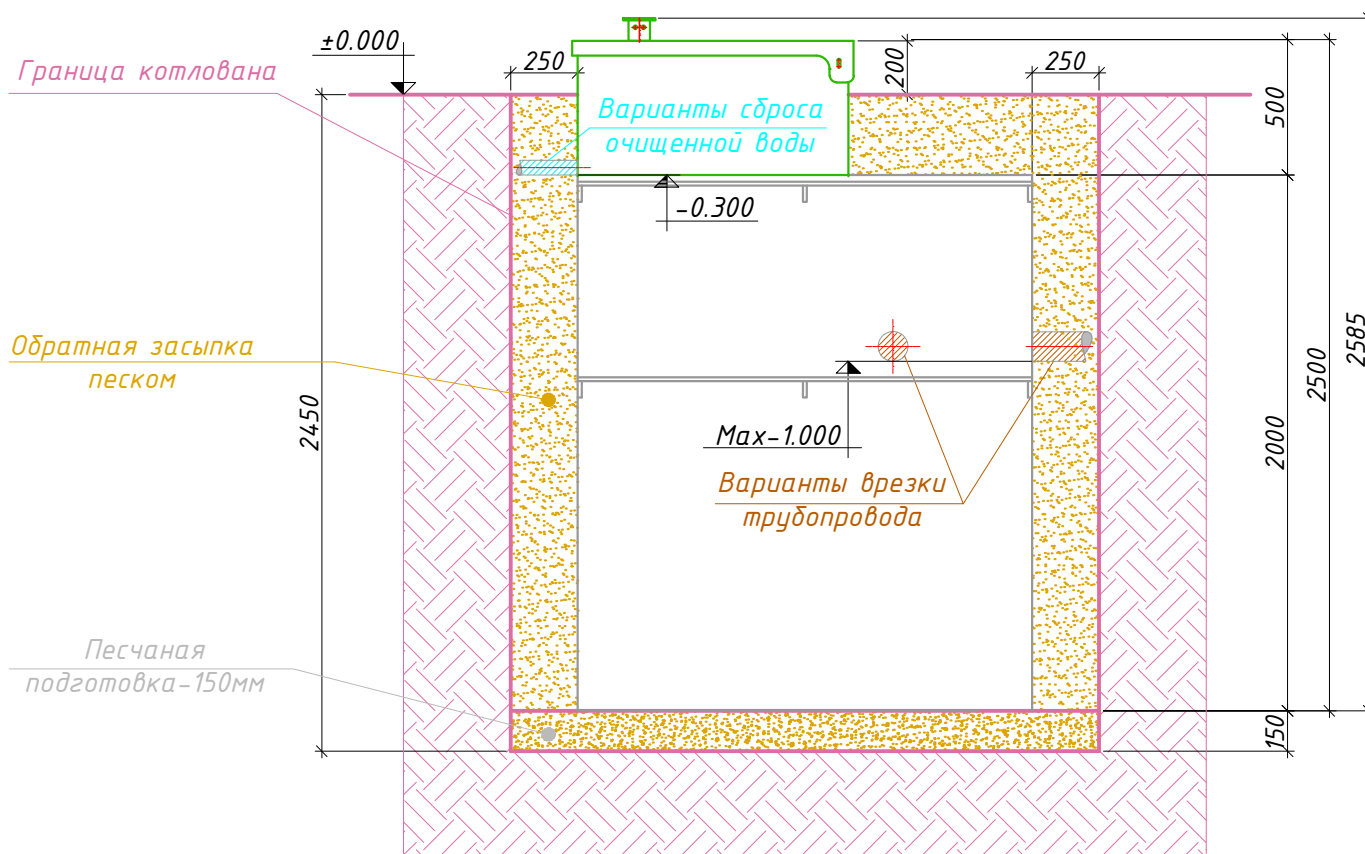 ±0.000
Граница котлована
250
200
250
Варианты сброса
очищенной воды
500
-0.300
2585
Обратная засыпка
песком
2500
2450
Max-1.000
2000
Варианты врезки
трубопровода
Песчаная
подготовка-150мм
150